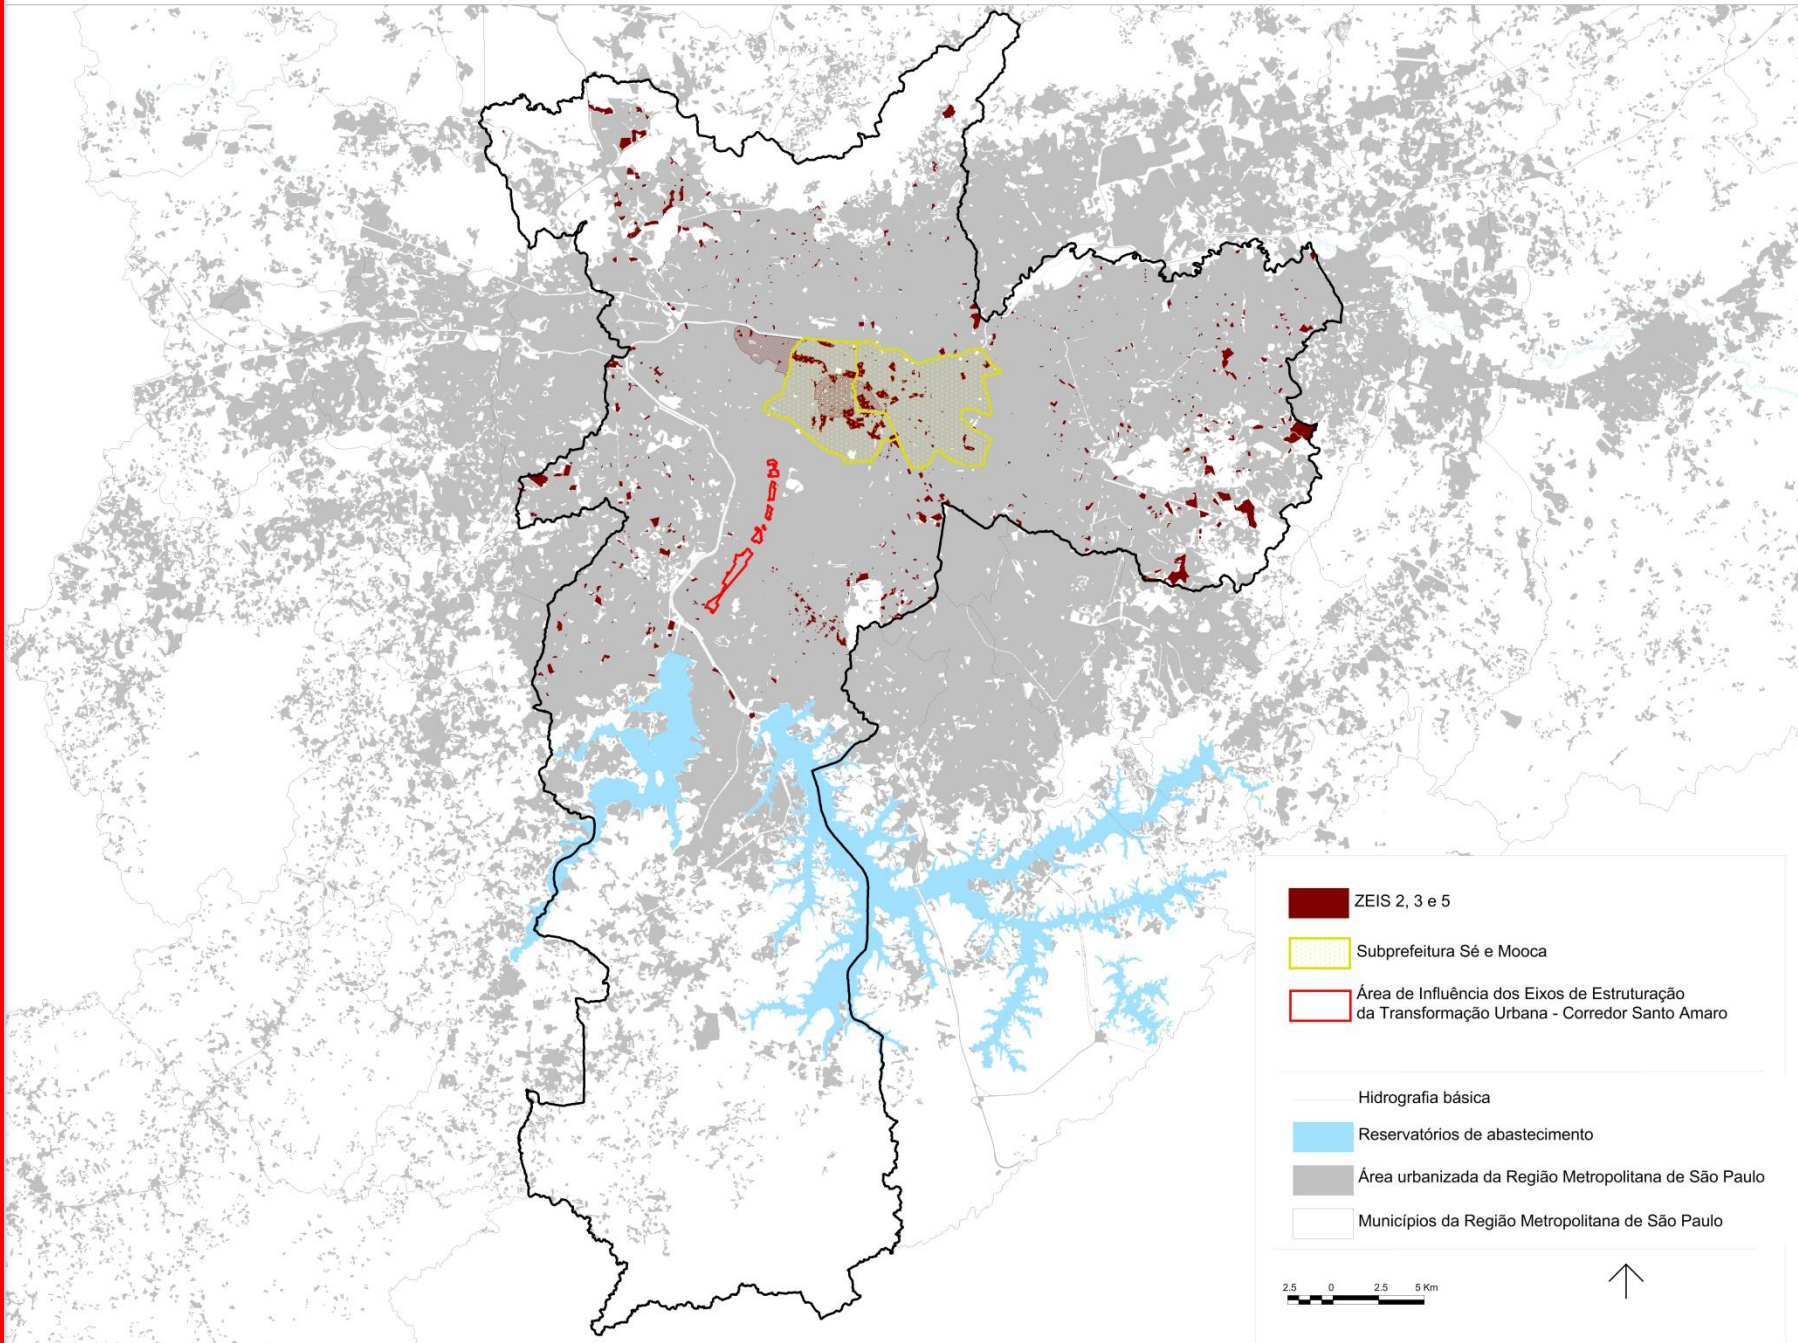 ZEIS 2, 3 e 5
Subprefeitura Sé e Mooca
Área de Influência dos Eixos de Estruturação
da Transformação Urbana - Corredor Santo Amaro
Hidrografia básica
Reservatórios de abastecimento
Área urbanizada da Região Metropolitana de São Paulo
Municípios da Região Metropolitana de São Paulo
2.5 0 2.5 5 Km